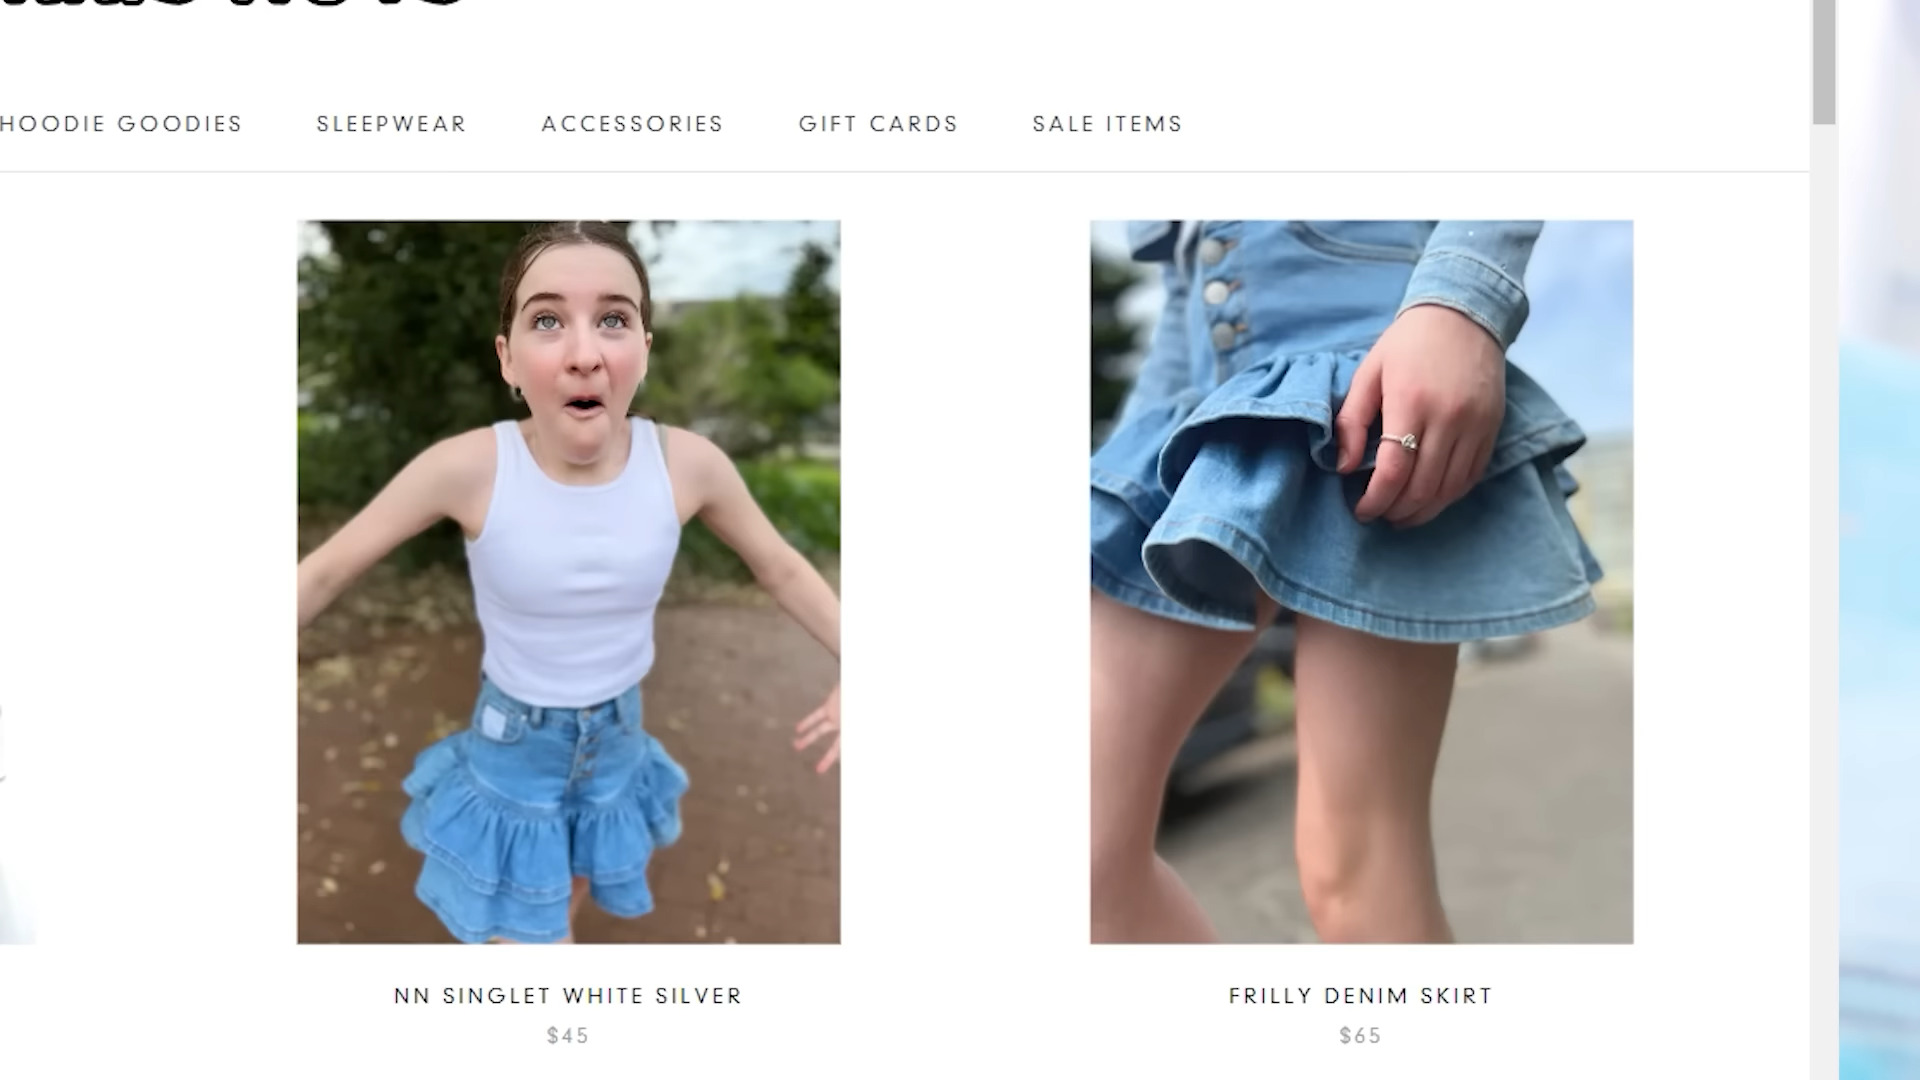 HOODIE GOODIES SLEEPWEAR ACCESSORIES GIFT CARDS SALE ITEMS
NN SINGLET WHITE SILVER
$45
FRILLY DENIM SKIRT
$65